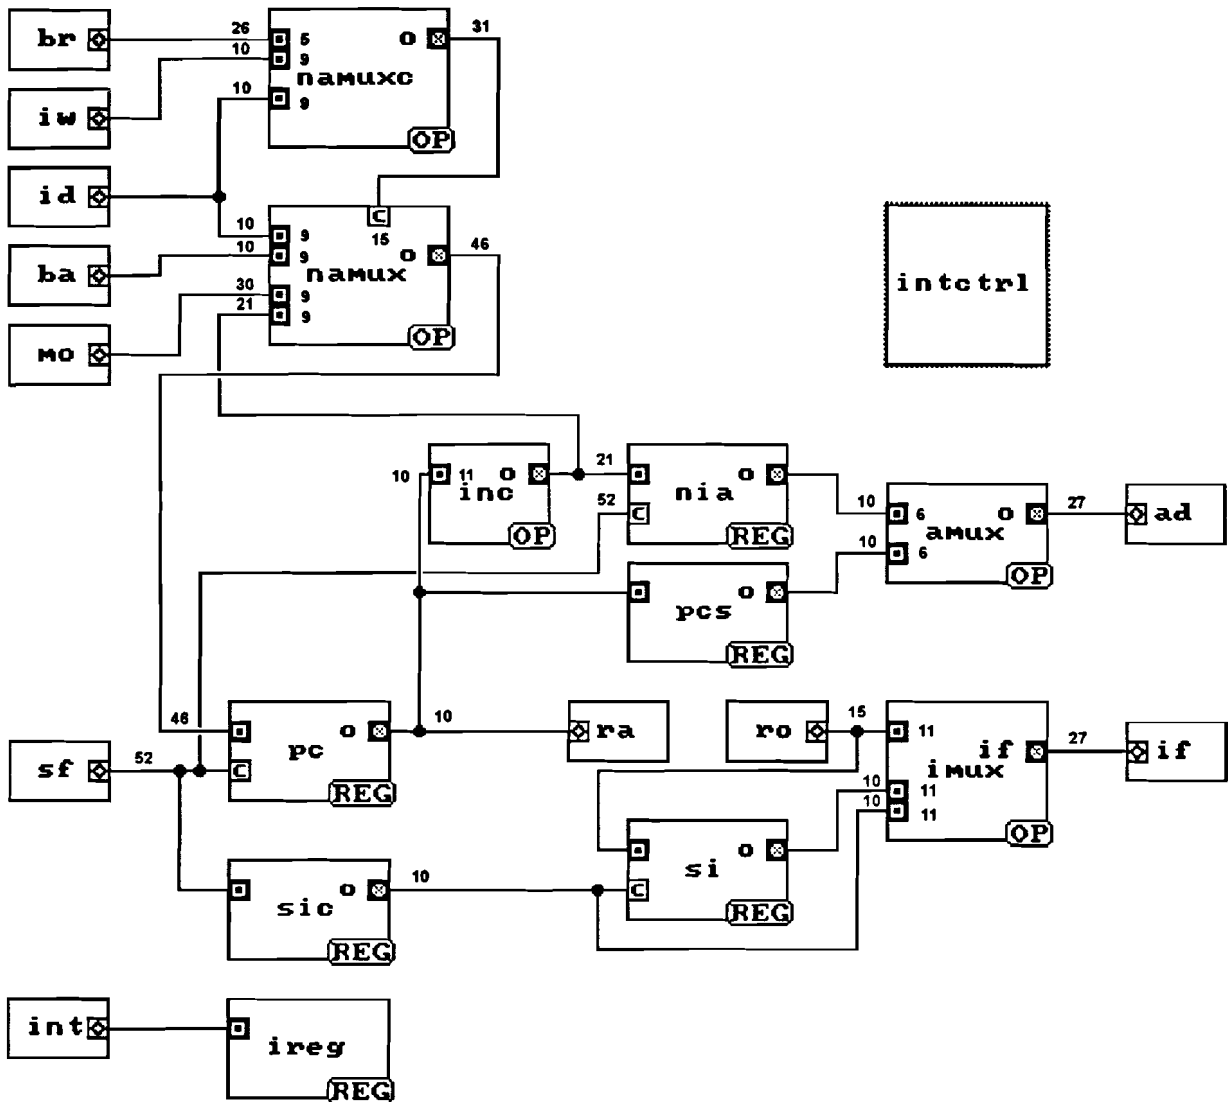 br
26
5
10
9
namuxc
o
31
10
9
iw
OP
id
C
15
10
9
10
9
namux
o
46
ba
30
9
21
9
mo
OP
intctrl
10
11
o
inc
OP
21
o
nia
52
C
REG
10
6
o
amux
10
6
OP
27
ad
o
pcs
REG
46
o
pc
C
REG
10
ra
ro
15
11
if
imux
10
11
10
11
OP
27
if
sf
52
o
si
C
REG
o
sic
REG
10
int
ireg
REG